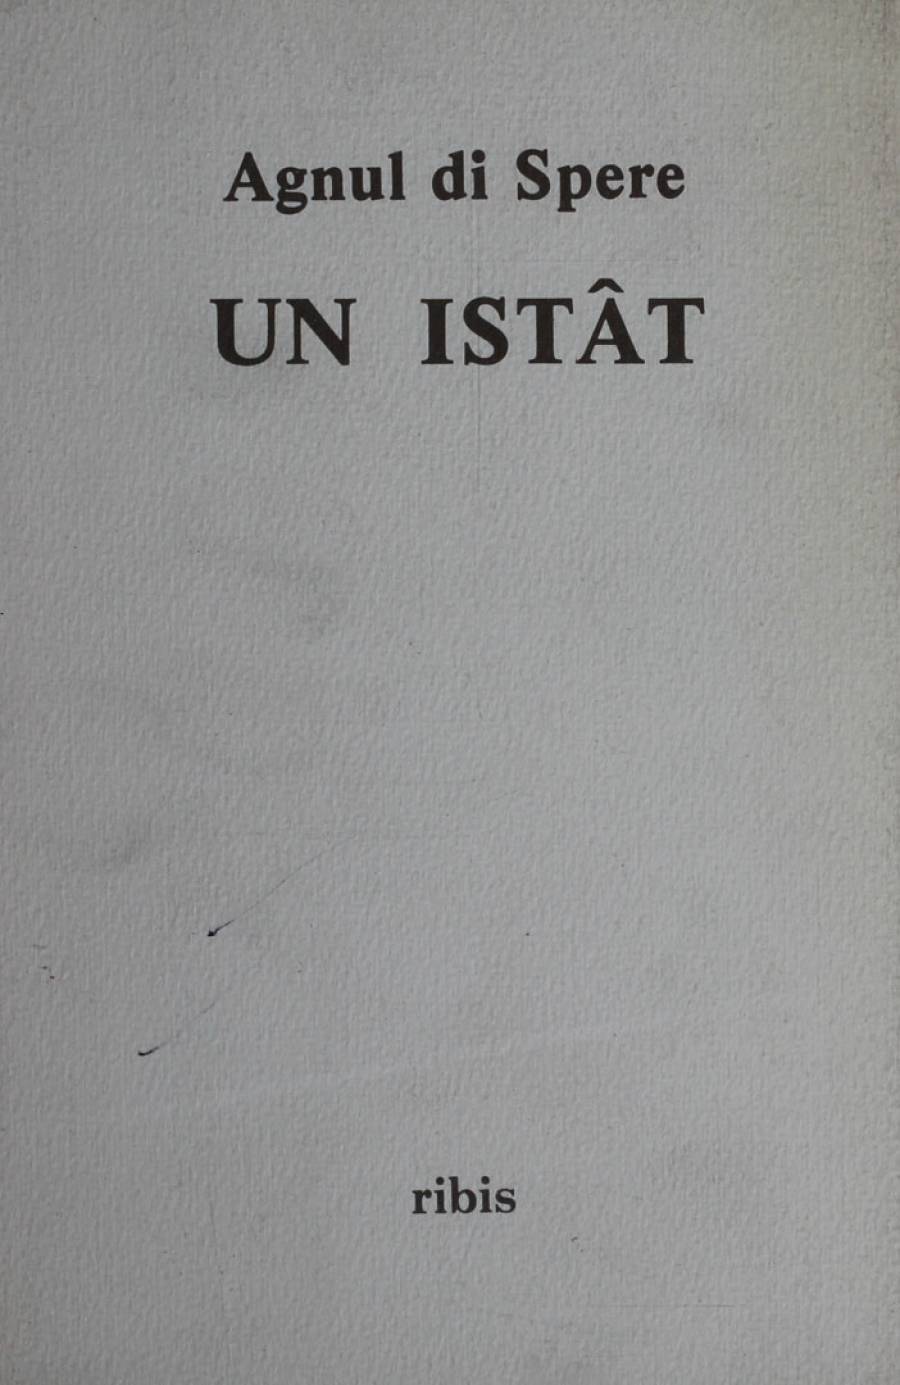 Agnul di Spere
UN ISTÂT
ribis